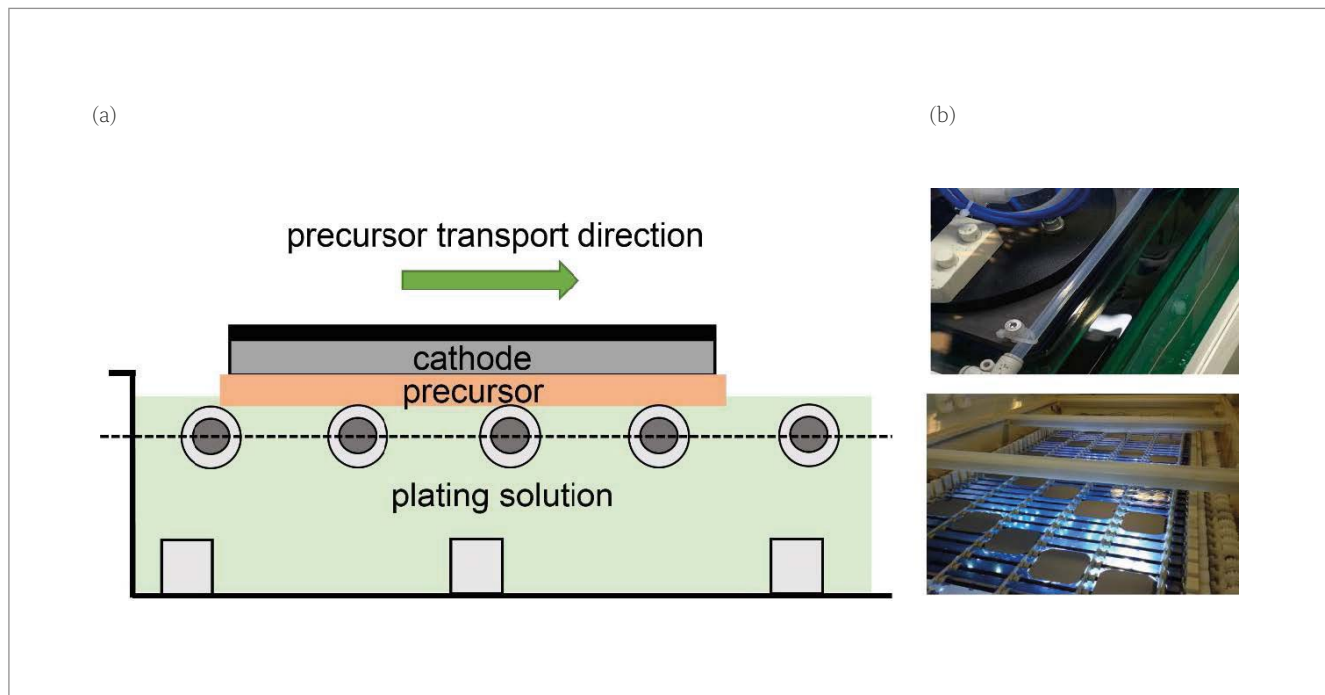 (a)
(b)
precursor transport direction
cathode
precursor
plating solution